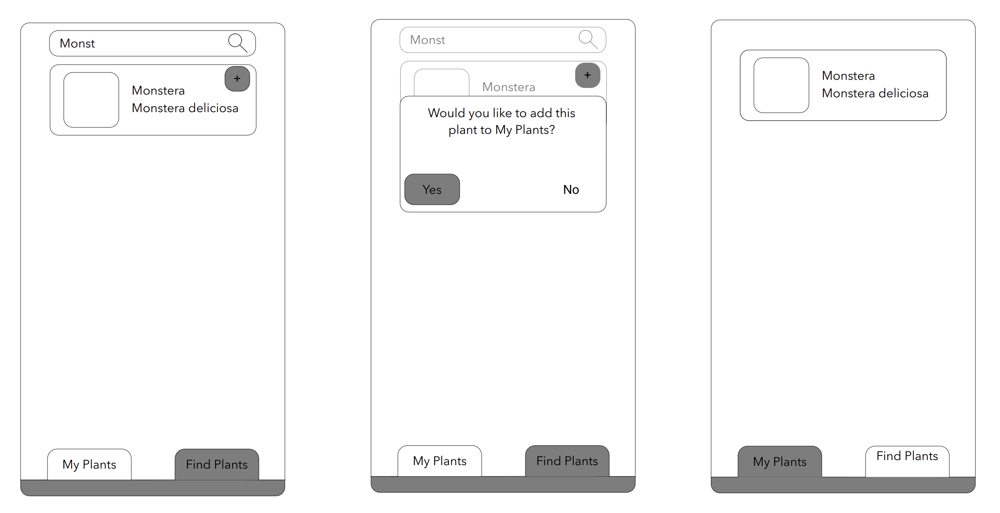 Monst
+
Monstera
Monstera deliciosa
My Plants
Find Plants
Monst
+
Monstera
Would you like to add this
plant to My Plants?
Yes
No
My Plants
Find Plants
Monstera
Monstera deliciosa
My Plants
Find Plants